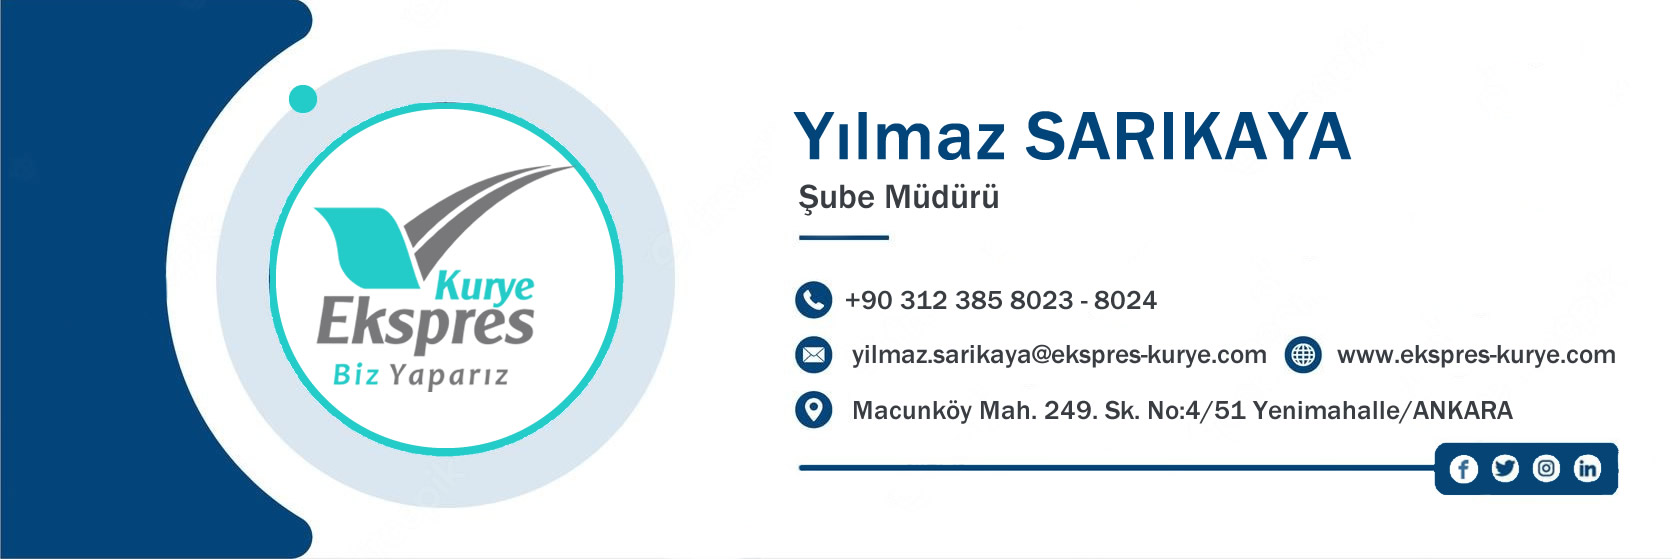 Yılmaz SARIKAYA
Şube Müdürü
Kurye
Ekspres
Biz Yaparız
+90 312 385 8023 - 8024
yilmaz.sarikaya@ekspres-kurye.com
www.ekspres-kurye.com
Macunköy Mah. 249. Sk. No:4/51 Yenimahalle/ANKARA